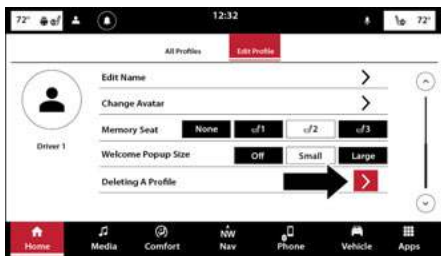 72° 12:32 72°
All Profiles Edit Profile
Edit Name
Change Avatar
Memory Seat None 1 2 3
Driver 1
Welcome Popup Size Off Small Large
Deleting A Profile
NW
Home Media Comfort Nav Phone Vehicle Apps